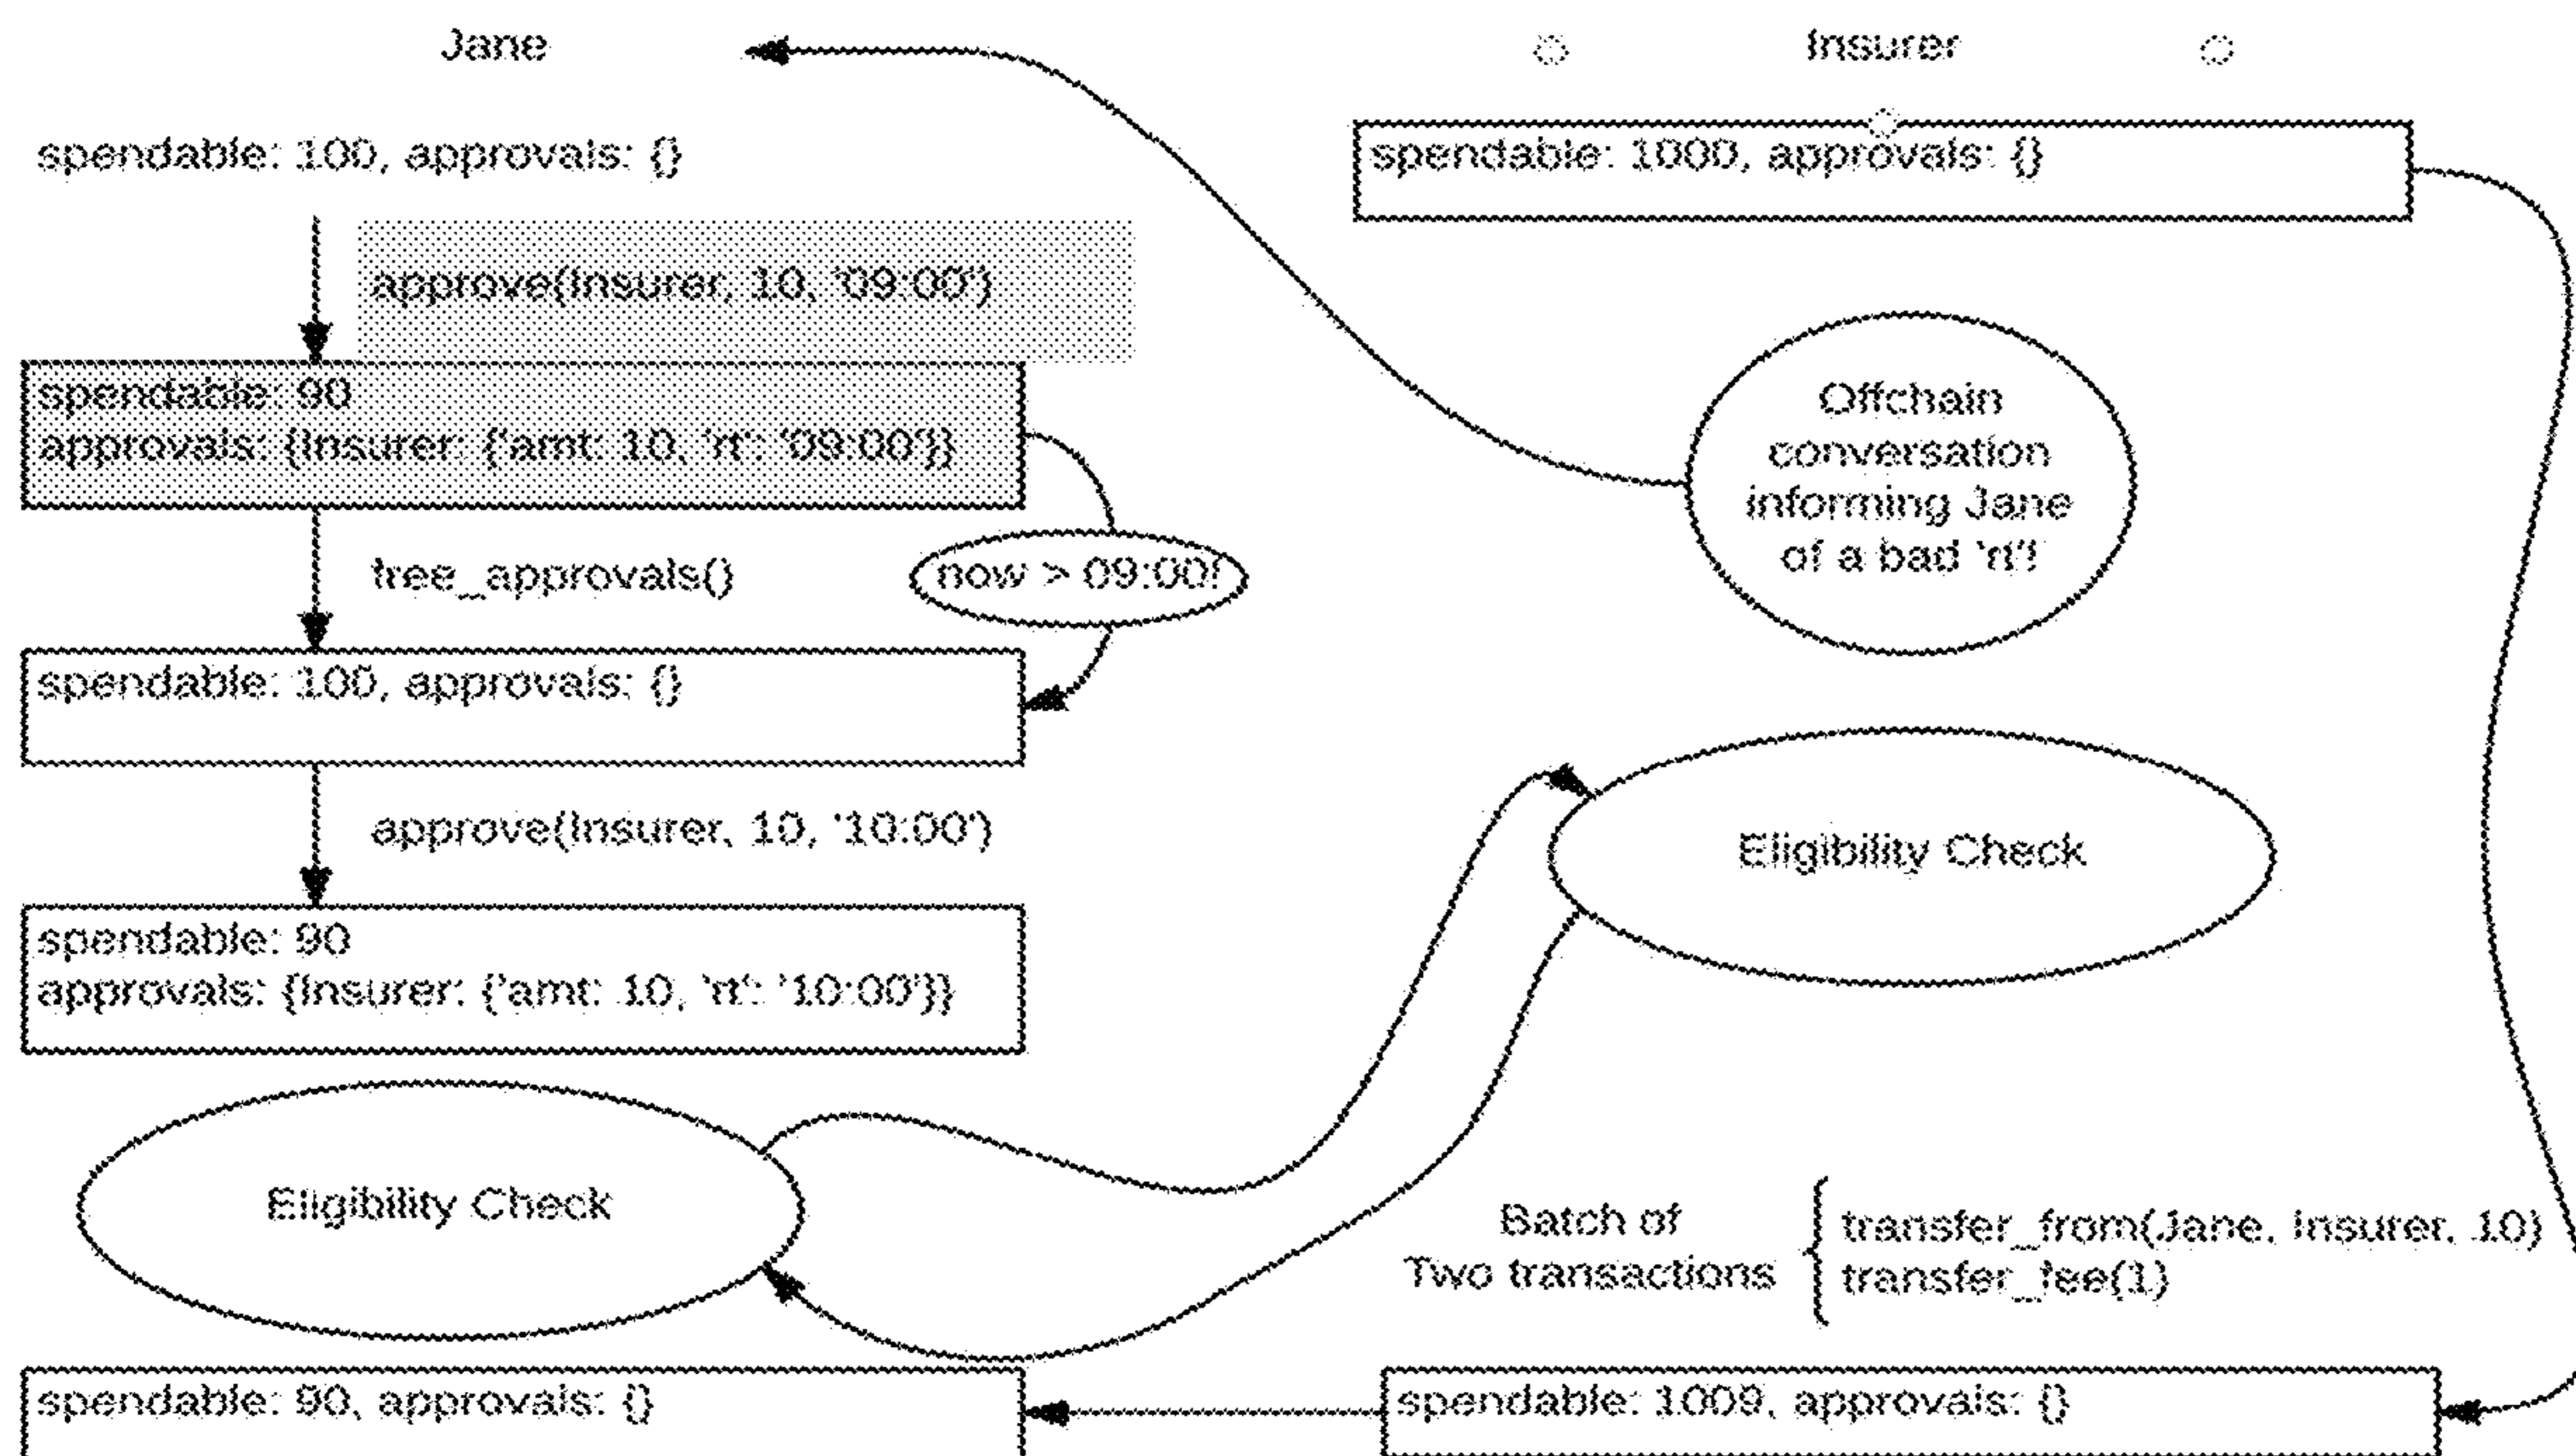 Jane
Insurer
spendable: 100, approvals: {}
spendable: 1000, approvals: {}
approve(Insurer, 10, '09:00')
spendable: 90
approvals: {Insurer: {'amt: 10, 'rt': '09:00'}}
Offchain
conversation
informing Jane
of a bad 'rt'!
free_approvals()
now > 09:00!
spendable: 100, approvals: {}
approve(Insurer, 10, '10:00')
Eligibility Check
spendable: 90
approvals: {Insurer: {'amt: 10, 'rt': '10:00'}}
Eligibility Check
Batch of
Two transactions
transfer_from(Jane, Insurer, 10)
transfer_fee(1)
spendable: 90, approvals: {}
spendable: 1009, approvals: {}